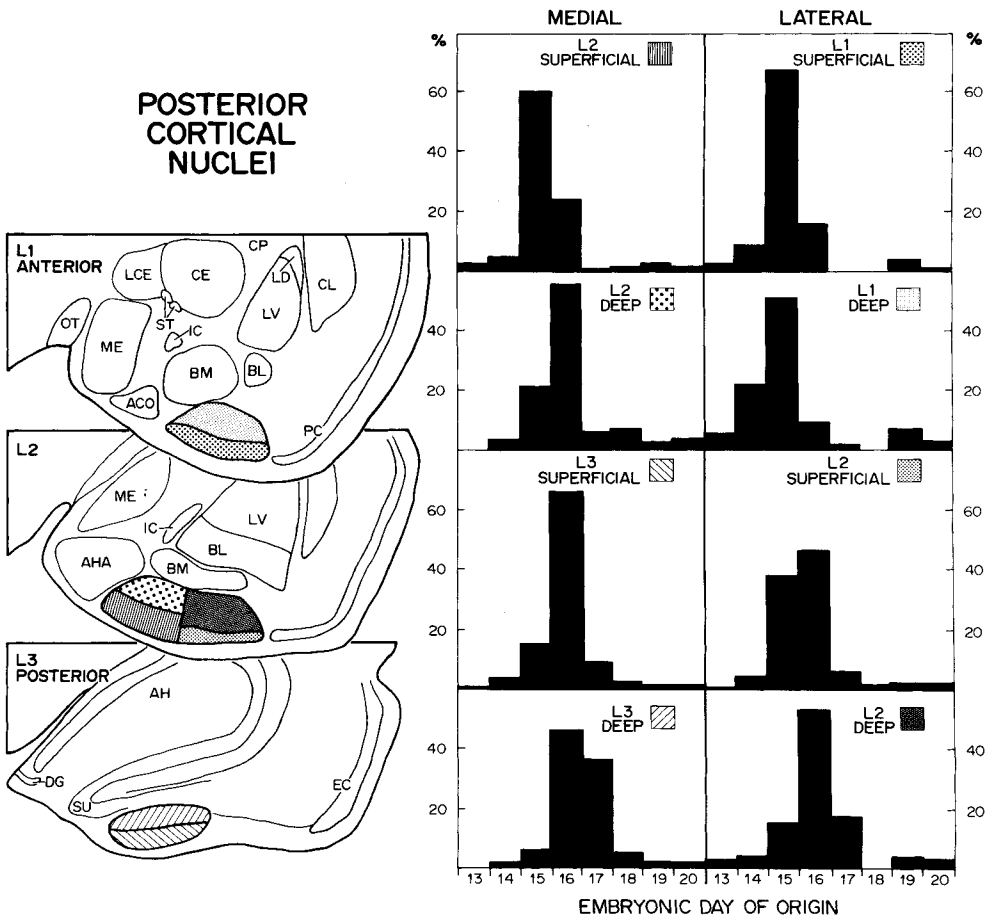 POSTERIOR
CORTICAL
NUCLEI
L1
ANTERIOR
CP
LCE
CE
LD
CL
ST
IC
LV
OT
ME
BM
BL
ACO
PC
L2
ME
IC
LV
BL
AHA
BM
L3
POSTERIOR
AH
DG
SU
EC
MEDIAL
LATERAL
%
%
L2
SUPERFICIAL
L1
SUPERFICIAL
60
60
40
40
20
20
L2
DEEP
L1
DEEP
40
40
20
20
L3
SUPERFICIAL
L2
SUPERFICIAL
60
60
40
40
20
20
L3
DEEP
L2
DEEP
40
40
20
20
13 14 15 16 17 18 19 20 13 14 15 16 17 18 19 20
EMBRYONIC DAY OF ORIGIN